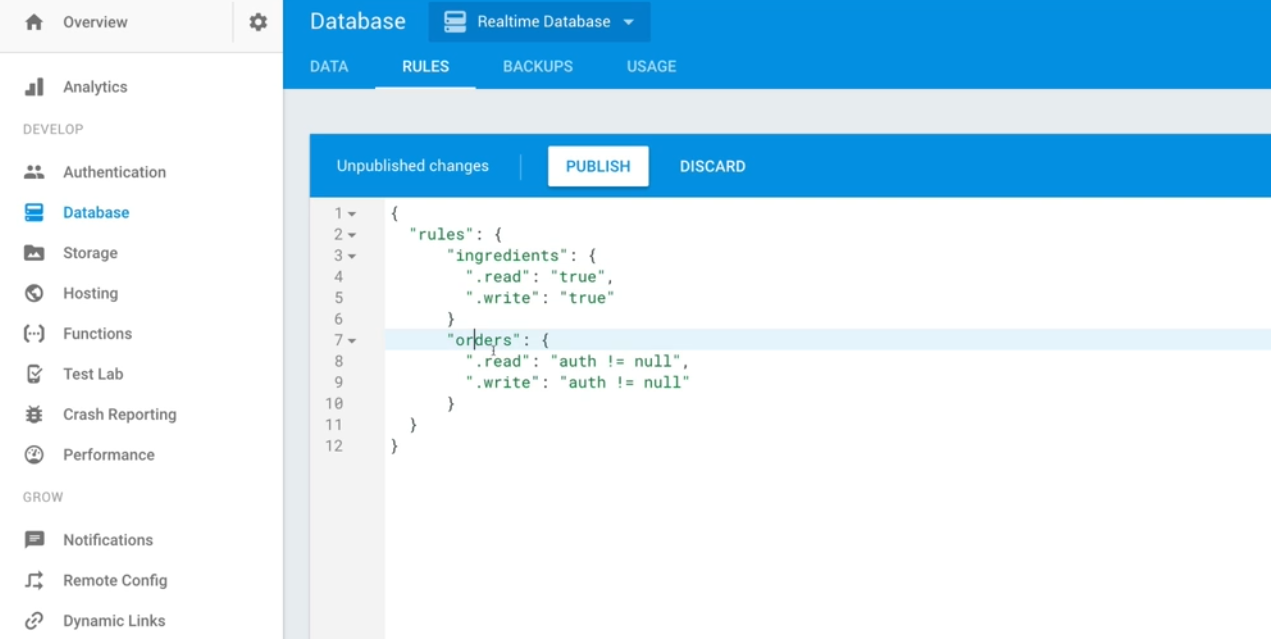 Overview
Analytics
DEVELOP
Authentication
Database
Storage
Hosting
Functions
Test Lab
Crash Reporting
Performance
GROW
Notifications
Remote Config
Dynamic Links
Database Realtime Database
DATA RULES BACKUPS USAGE
Unpublished changes PUBLISH DISCARD
1 {
2 "rules": {
3 "ingredients": {
4 ".read": "true",
5 ".write": "true"
6 }
7 "orders": {
8 ".read": "auth != null",
9 ".write": "auth != null"
10 }
11 }
12 }